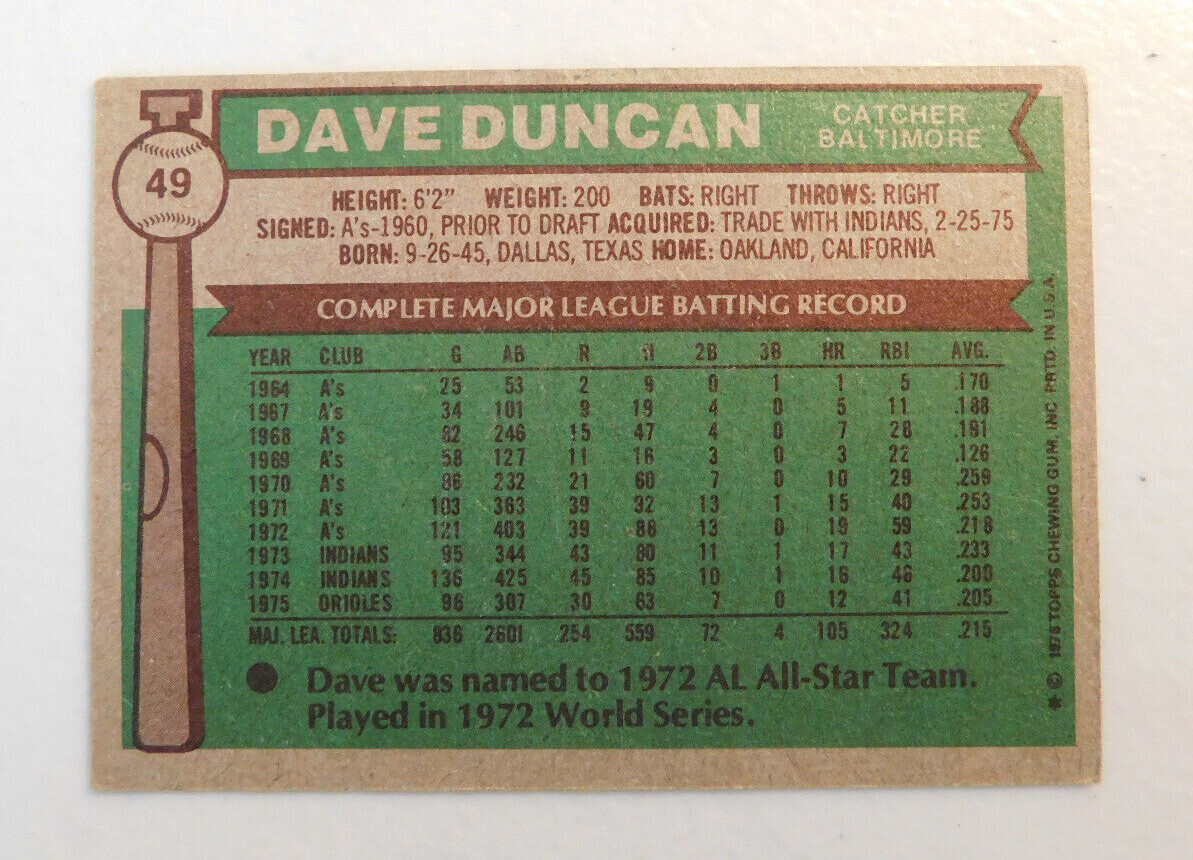 DAVE DUNCAN
CATCHER
BALTIMORE
49
HEIGHT: 6'2" WEIGHT: 200 BATS: RIGHT THROWS: RIGHT
SIGNED: A's-1960, PRIOR TO DRAFT ACQUIRED: TRADE WITH INDIANS, 2-25-75
BORN: 9-26-45, DALLAS, TEXAS HOME: OAKLAND, CALIFORNIA
COMPLETE MAJOR LEAGUE BATTING RECORD
YEAR CLUB G AB R H 2B 3B HR RBI AVG.
1964 A's 25 53 2 9 0 1 1 5 .170
1967 A's 34 101 9 19 4 0 5 11 .188
1968 A's 82 246 15 47 4 0 7 28 .191
1969 A's 58 127 11 16 3 0 3 22 .126
1970 A's 86 232 21 60 7 0 10 29 .259
1971 A's 103 363 39 92 13 1 15 40 .253
1972 A's 121 403 39 88 13 0 19 59 .218
1973 INDIANS 95 344 43 80 11 1 17 43 .233
1974 INDIANS 136 425 45 85 10 1 16 46 .200
1975 ORIOLES 96 307 30 63 7 0 12 41 .205
MAJ. LEA. TOTALS: 836 2601 254 559 72 4 105 324 .215
Dave was named to 1972 AL All-Star Team.
Played in 1972 World Series.
* © 1976 TOPPS CHEWING GUM, INC PRTD. IN U.S.A.